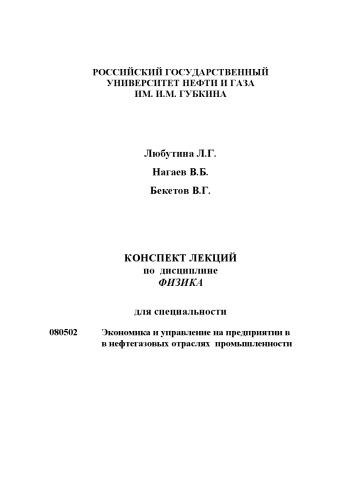 РОССИЙСКИЙ ГОСУДАРСТВЕННЫЙ
УНИВЕРСИТЕТ НЕФТИ И ГАЗА
ИМ. И.М. ГУБКИНА
Любутина Л.Г.
Нагаев В.Б.
Бекетов В.Г.
КОНСПЕКТ ЛЕКЦИЙ
по дисциплине
ФИЗИКА
для специальности
080502 Экономика и управление на предприятии в
в нефтегазовых отраслях промышленности